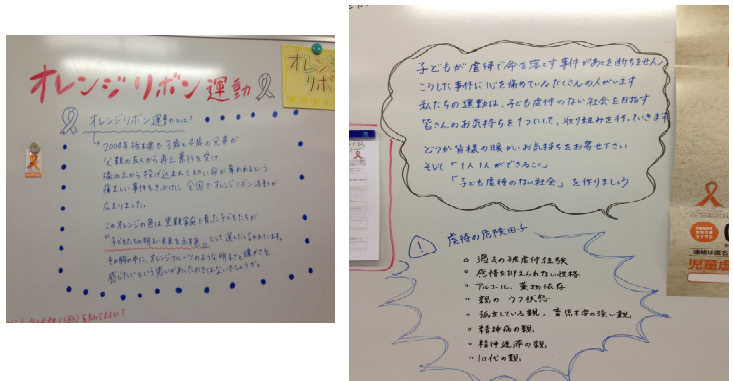 オレンジリボン運動
オレンジリボ
オレンジリボン運動とは?
2004年栃木県で3歳と4歳の兄弟が
父親の友人から再三暴行を受け、
橋の上から投げ込まれて幼い命が奪われるという
痛ましい事件をきっかけに全国でオレンジリボン活動が
広まりました。
このオレンジの色は里親家庭で育った子どもたちが
"子どもたちの明るい未来を示す色"として選んだと言われています。
その胸の中に、オレンジフルーツのような明るさと暖かさを
感じたいという思いがあったのではないでしょうか。
(SBS)を知ってますか?
子どもが虐待で命を落とす事件があとを断ちません。
こうした事件に心を痛めているたくさんの人がいます
私たちの運動は、子ども虐待のない社会を目指す
皆さんのお気持ちを1つにして、取り組みを行っていきます
どうか皆様の暖かいお気持ちをお寄せ下さい
そして「1人1人ができること」
「子ども虐待のない社会」を作りましょう
! 虐待の危険因子
過去の被虐待経験
感情を抑えられない性格
アルコール、薬物依存
親のうつ状態
孤立している親、育児不安の強い親
精神病の親
精神遅滞の親
10代の親
児童虐